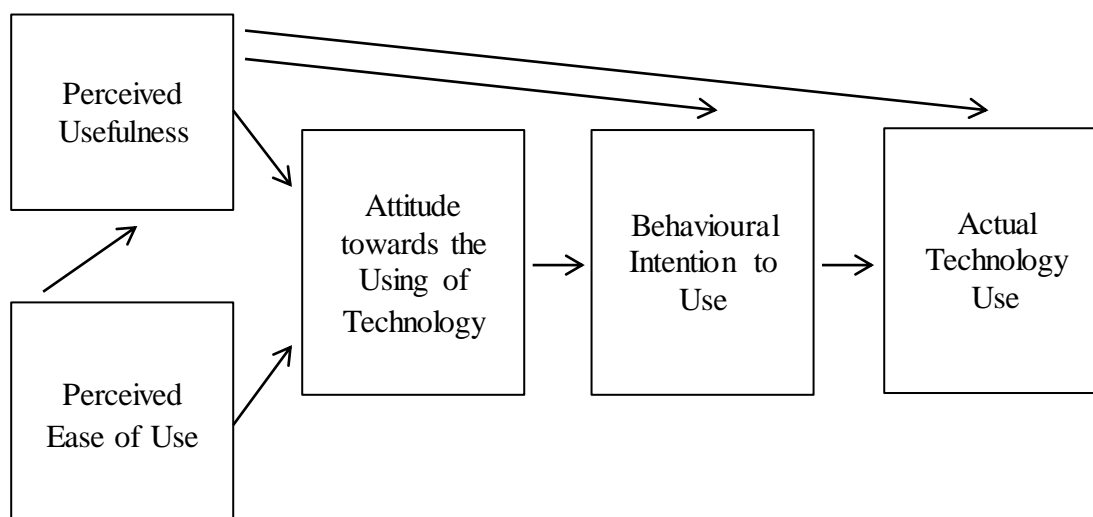 Perceived
Usefulness
Attitude
towards the
Using of
Technology
Behavioural
Intention to
Use
Actual
Technology
Use
Perceived
Ease of Use